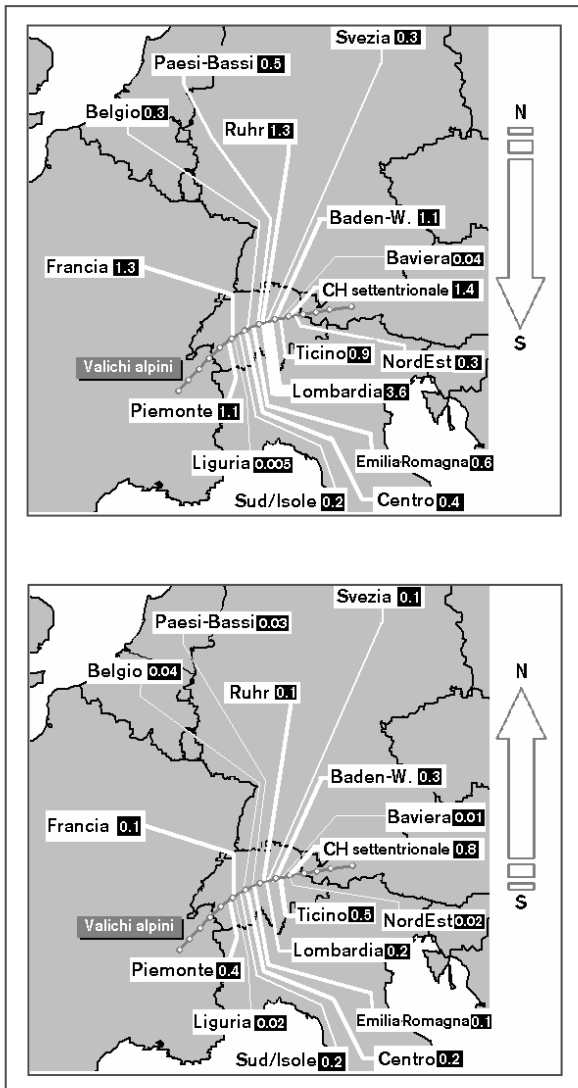 Svezia 0.3
Paesi-Bassi 0.5
Belgio 0.3
N
Ruhr 1.3
Baden-W. 1.1
Baviera 0.04
Francia 1.3
CH settentrionale 1.4
S
Ticino 0.9
NordEst 0.3
Valichi alpini
Lombardia 3.6
Piemonte 1.1
Liguria 0.005
Emilia-Romagna 0.6
Sud/Isole 0.2
Centro 0.4
Svezia 0.1
Paesi-Bassi 0.03
Belgio 0.04
N
Ruhr 0.1
Baden-W. 0.3
Baviera 0.01
Francia 0.1
CH settentrionale 0.8
S
Ticino 0.5
NordEst 0.02
Valichi alpini
Lombardia 0.2
Piemonte 0.4
Liguria 0.02
Emilia-Romagna 0.1
Sud/Isole 0.2
Centro 0.2